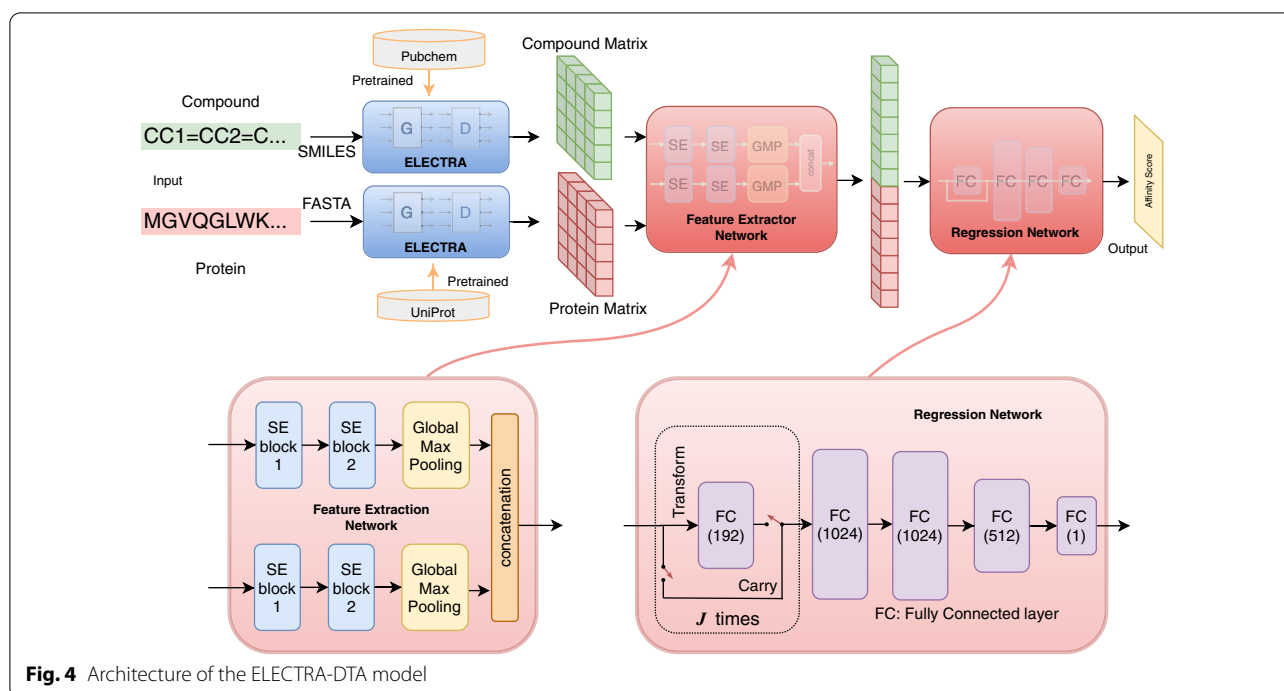 Pubchem
Compound Matrix
Pretrained
Compound
CC1=CC2=C...
SMILES
G
D
ELECTRA
Input
FASTA
MGVQGLWK...
Protein
G
D
ELECTRA
Pretrained
UniProt
Protein Matrix
SE
SE
GMP
SE
SE
GMP
concat
Feature Extractor
Network
FC
FC
FC
FC
Regression Network
Output
Affinity Score
SE
block
1
SE
block
2
Global
Max
Pooling
Feature Extraction
Network
SE
block
1
SE
block
2
Global
Max
Pooling
concatenation
Regression Network
Transform
FC
(192)
Carry
J times
FC
(1024)
FC
(1024)
FC
(512)
FC
(1)
FC: Fully Connected layer
Fig. 4 Architecture of the ELECTRA-DTA model